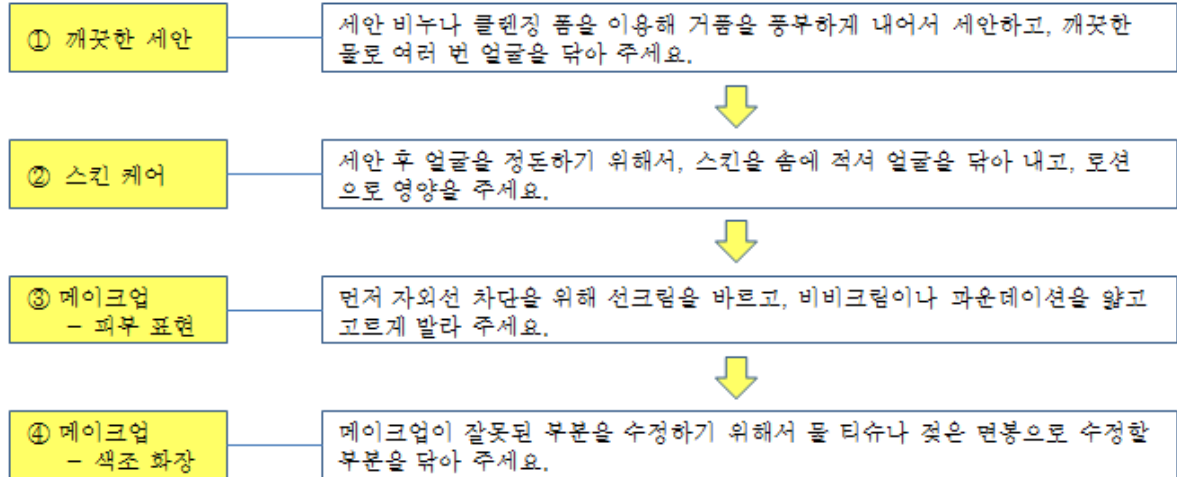 ① 깨끗한 세안
세안 비누나 클렌징 폼을 이용해 거품을 풍부하게 내어서 세안하고, 깨끗한
물로 여러 번 얼굴을 닦아 주세요.
② 스킨 케어
세안 후 얼굴을 정돈하기 위해서, 스킨을 솜에 적셔 얼굴을 닦아 내고, 로션
으로 영양을 주세요.
③ 메이크업
- 피부 표현
먼저 자외선 차단을 위해 선크림을 바르고, 비비크림이나 파운데이션을 얇고
고르게 발라 주세요.
④ 메이크업
- 색조 화장
메이크업이 잘못된 부분을 수정하기 위해서 물 티슈나 젖은 면봉으로 수정할
부분을 닦아 주세요.